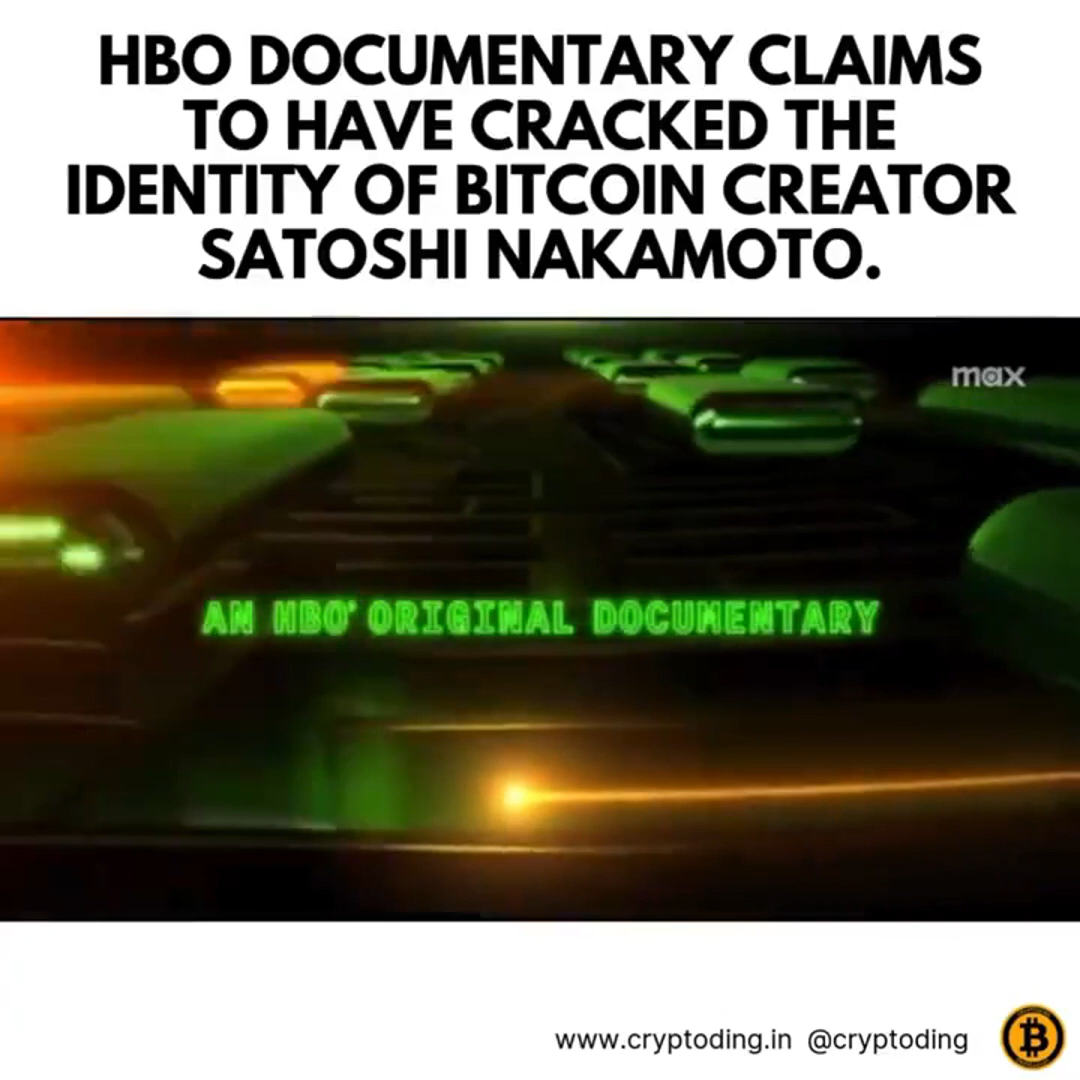 HBO DOCUMENTARY CLAIMS
TO HAVE CRACKED THE
IDENTITY OF BITCOIN CREATOR
SATOSHI NAKAMOTO.
max
AN HBO® ORIGINAL DOCUMENTARY
www.cryptoding.in @cryptoding